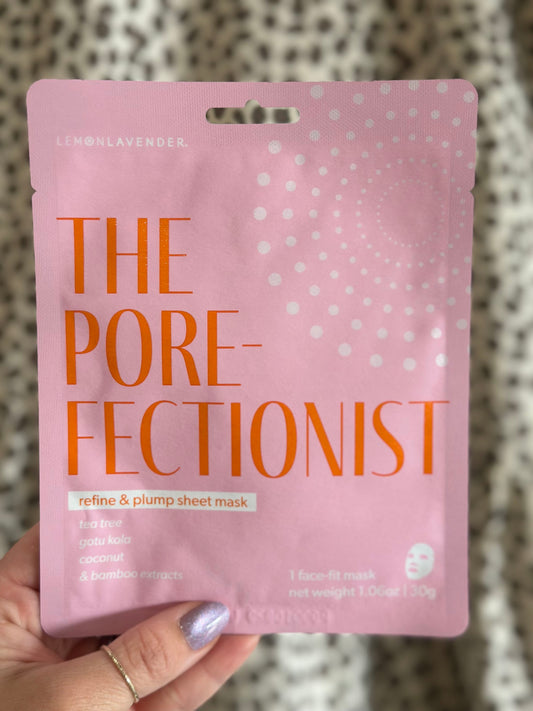 LEMONLAVENDER®
THE
PORE-
FECTIONIST
refine & plump sheet mask
tea tree
gotu kola
coconut
& bamboo extracts
1 face-fit mask
net weight 1.06oz | 30g